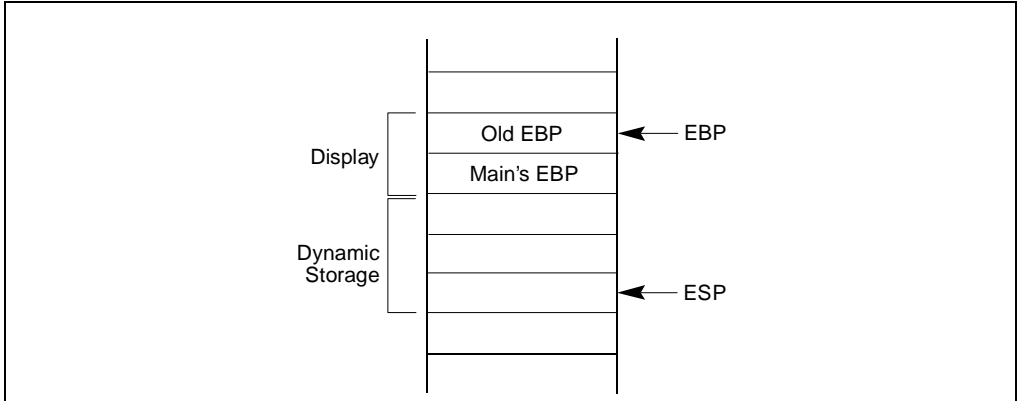 Old EBP
EBP
Display
Main's EBP
Dynamic
Storage
ESP